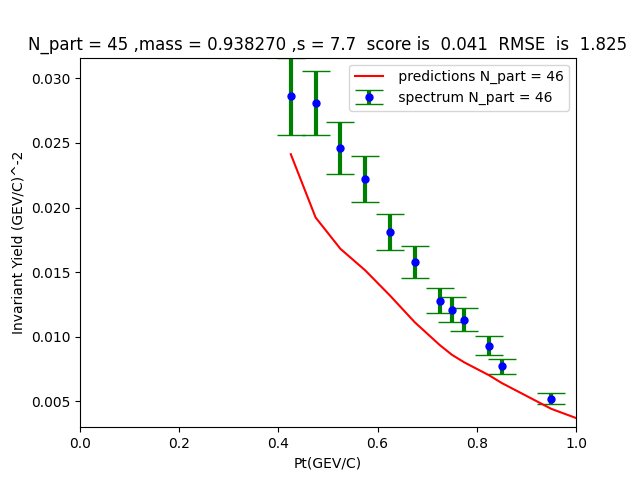 N_part = 45 ,mass = 0.938270 ,s = 7.7  score is  0.041  RMSE  is  1.825
predictions N_part = 46
spectrum N_part = 46
Invariant Yield (GEV/C)^-2
0.030
0.025
0.020
0.015
0.010
0.005
0.0 0.2 0.4 0.6 0.8 1.0
Pt(GEV/C)